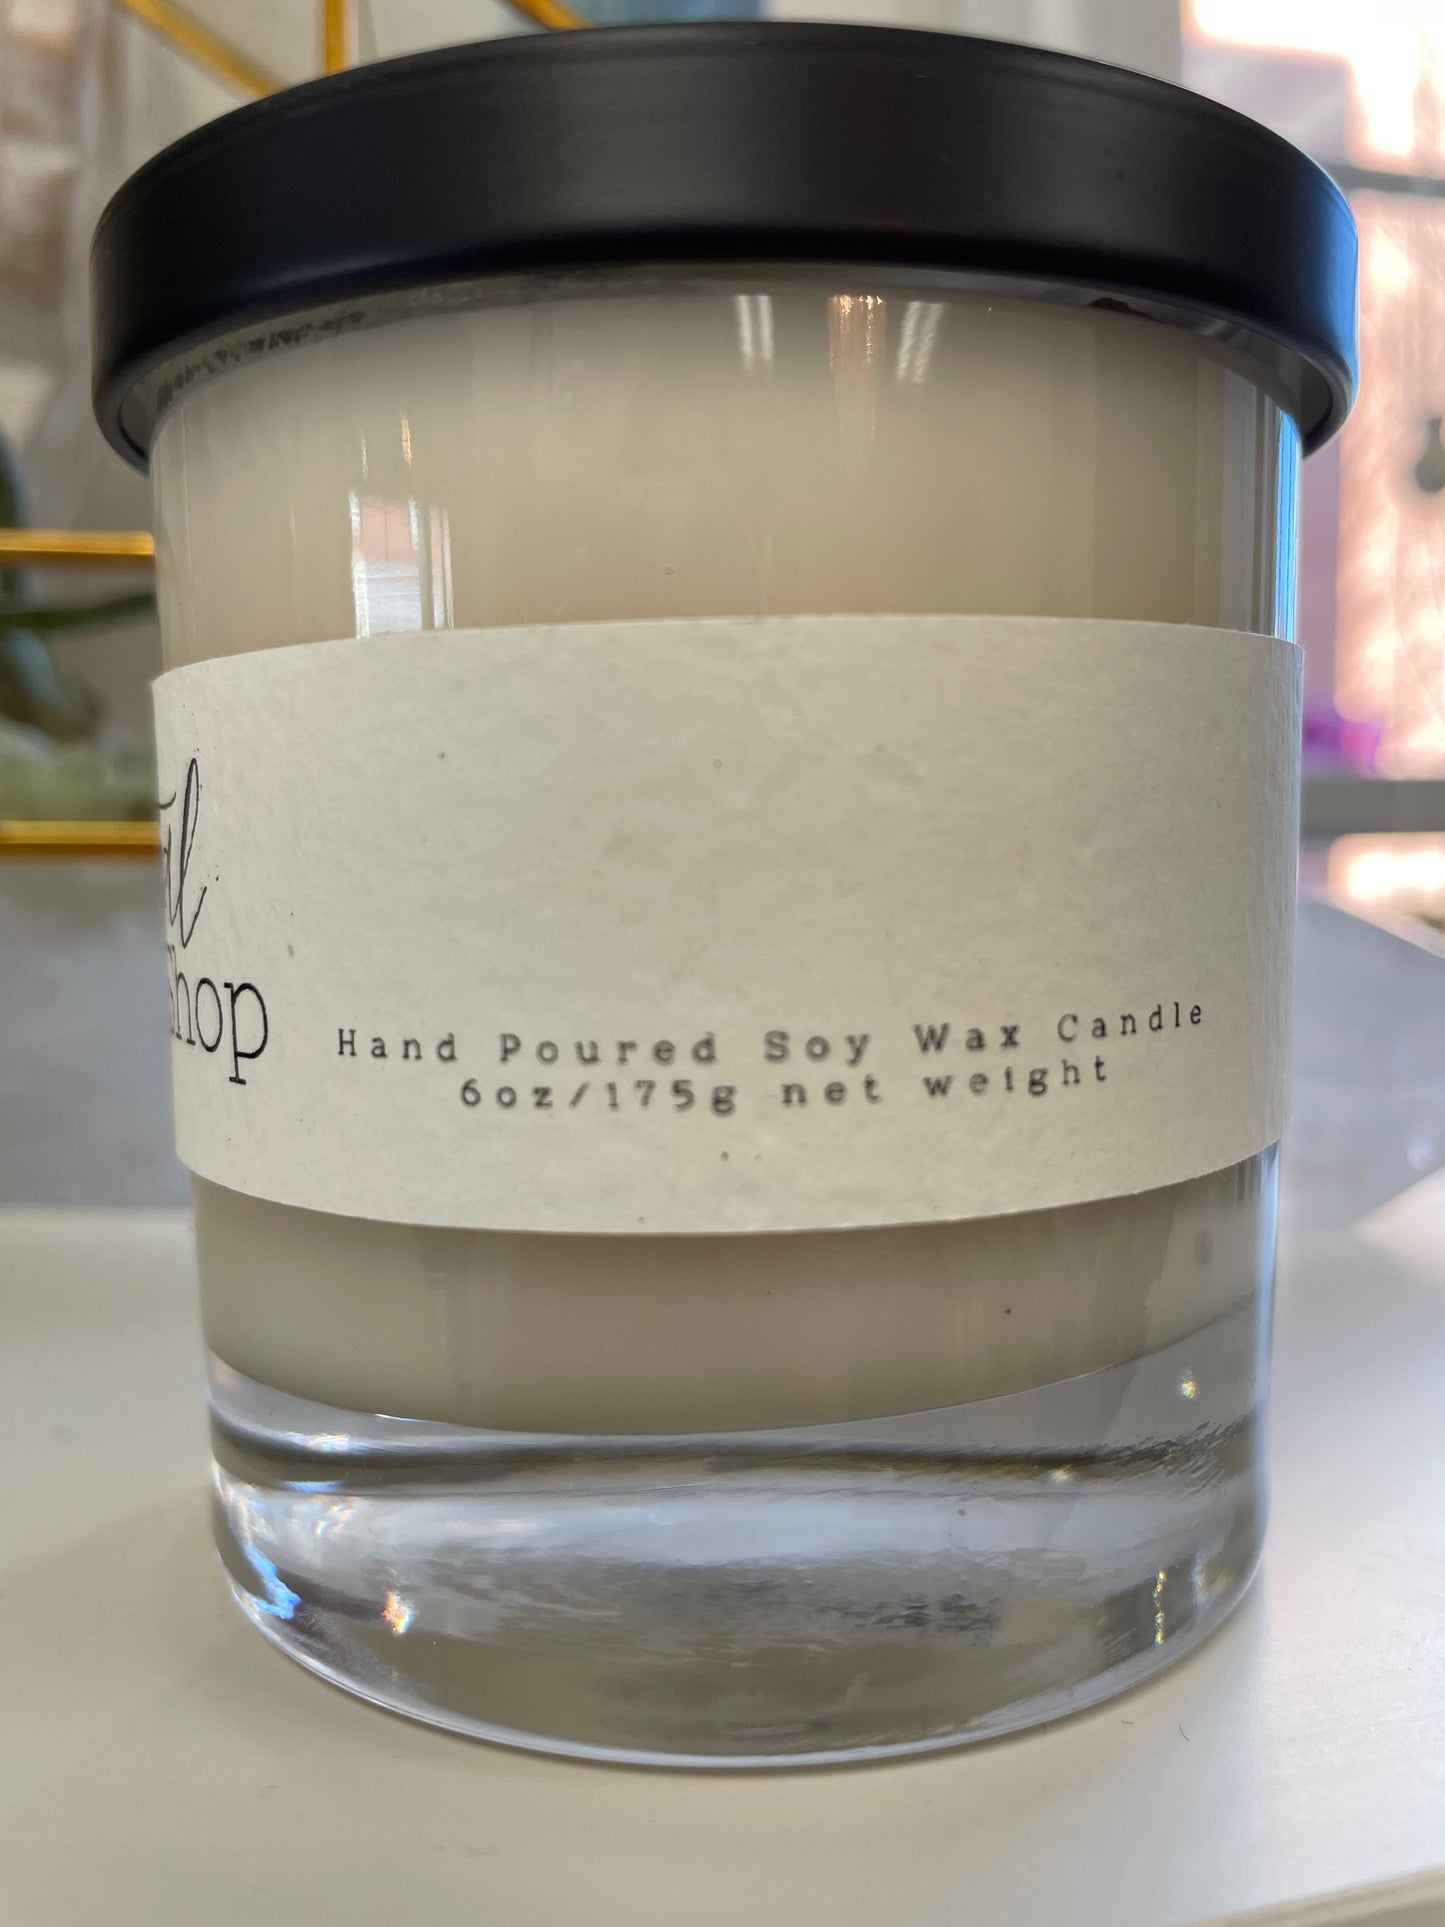 Hand Poured Soy Wax Candle
6oz/175g net weight